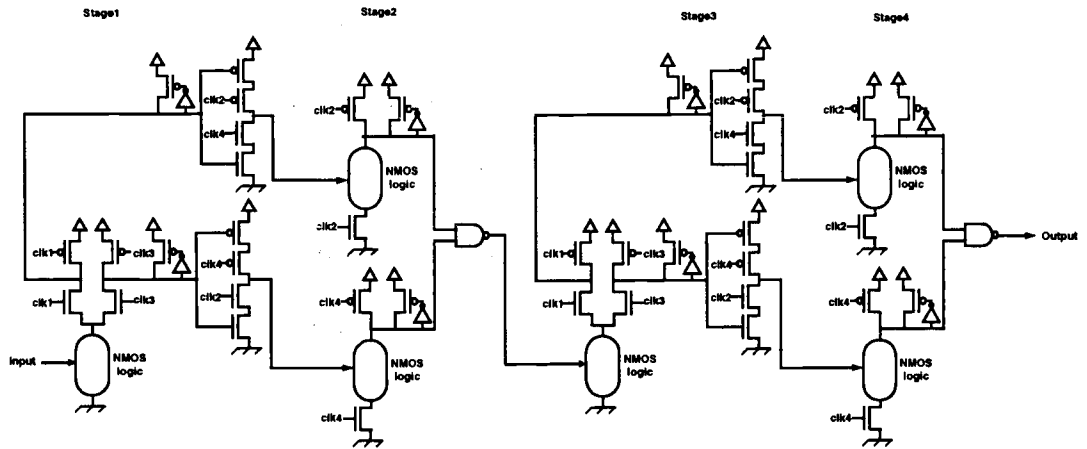 Stage1
Stage2
Stage3
Stage4
clk2
clk4
clk2
NMOS
logic
clk2
clk1
clk3
clk1
clk3
clk4
clk2
Input
NMOS
logic
clk4
NMOS
logic
clk4
clk2
clk4
clk2
NMOS
logic
clk2
clk1
clk3
clk1
clk3
clk4
clk2
NMOS
logic
clk4
NMOS
logic
clk4
Output